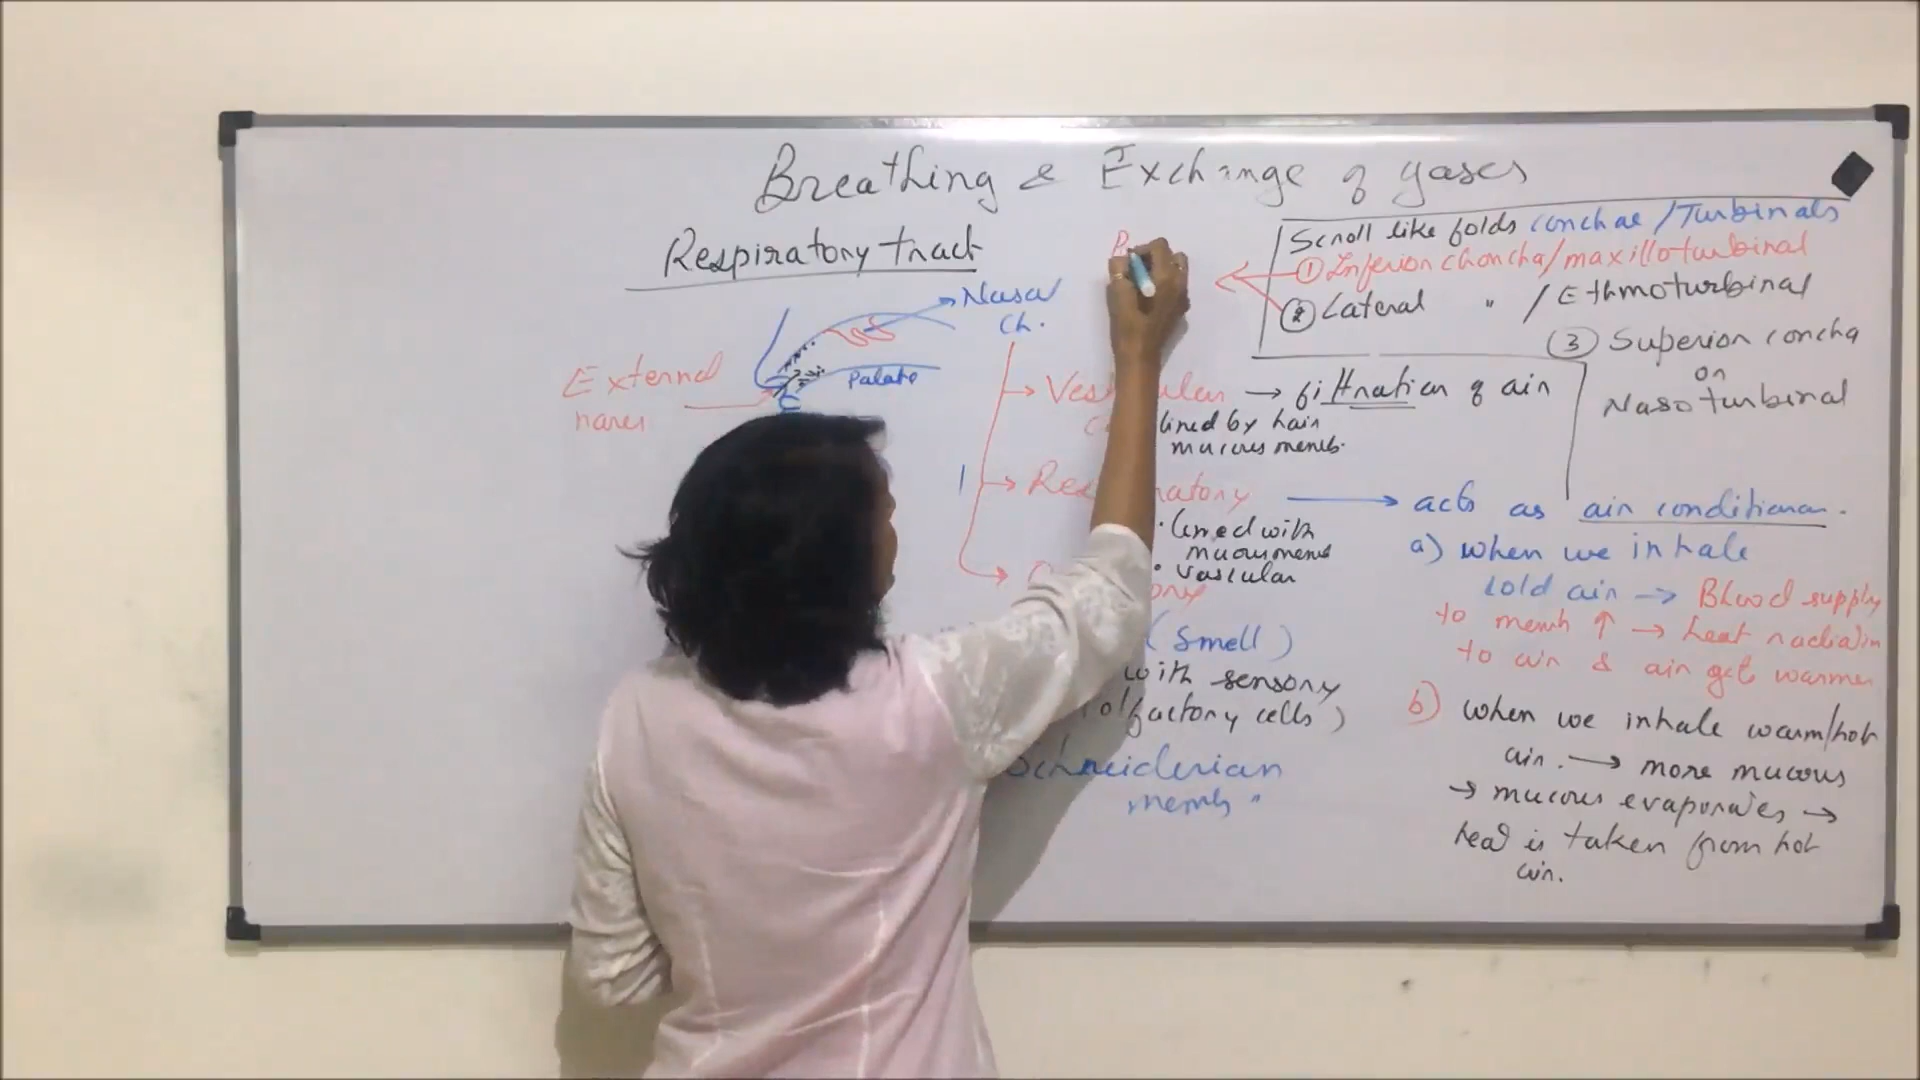 Breathing & Exchange of gases
Respiratory tract
Scroll like folds conchae / Turbinals
① Inferior choncha / maxilloturbinal
② Lateral " / Ethmoturbinal
③ Superior concha
or
Nasoturbinal
Nasal
Ch.
External
nares
Palate
→ filtration of air
lined by hair
mucous memb.
→ acts as air conditioner.
• lined with
mucous memb
• vascular
(smell)
with sensory
olfactory cells)
Schneiderian
memb "
a) when we inhale
cold air → Blood supply
to memb ↑ → heat radiation
to air & air gets warmer
b) when we inhale warm/hot
air. → more mucous
→ mucous evaporates →
heat is taken from hot
air.